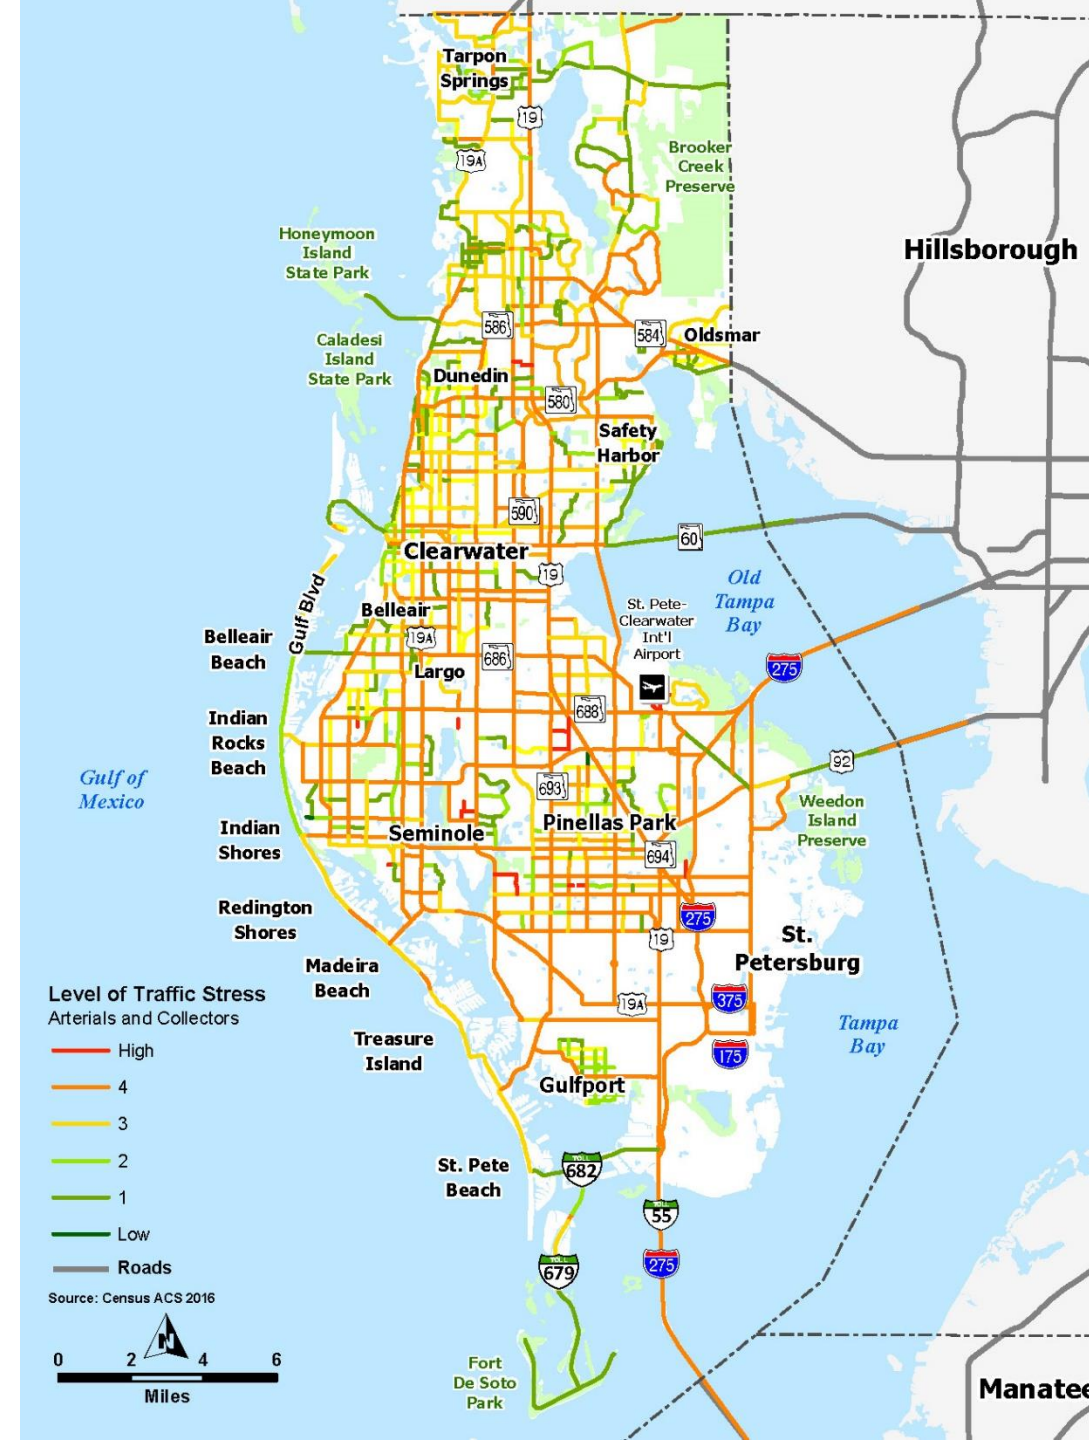 Tarpon
Springs
19
19A
Brooker
Creek
Preserve
Honeymoon
Island
State Park
Hillsborough
586
584
Oldsmar
Caladesi
Island
State Park
Dunedin
580
Safety
Harbor
590
60
Clearwater
19
Old
Tampa
Bay
Gulf Blvd
Belleair
St. Pete-
Clearwater
Int'l
Airport
Belleair
Beach
19A
686
Largo
275
688
Indian
Rocks
Beach
Gulf of
Mexico
92
693
Weedon
Island
Preserve
Indian
Shores
Seminole
Pinellas Park
694
Redington
Shores
275
19
St.
Petersburg
Madeira
Beach
19A
375
Tampa
Bay
Treasure
Island
175
Gulfport
St. Pete
Beach
TOLL
682
TOLL
55
TOLL
679
275
Fort
De Soto
Park
Manatee
Level of Traffic Stress
Arterials and Collectors
High
4
3
2
1
Low
Roads
Source: Census ACS 2016
N
0 2 4 6
Miles